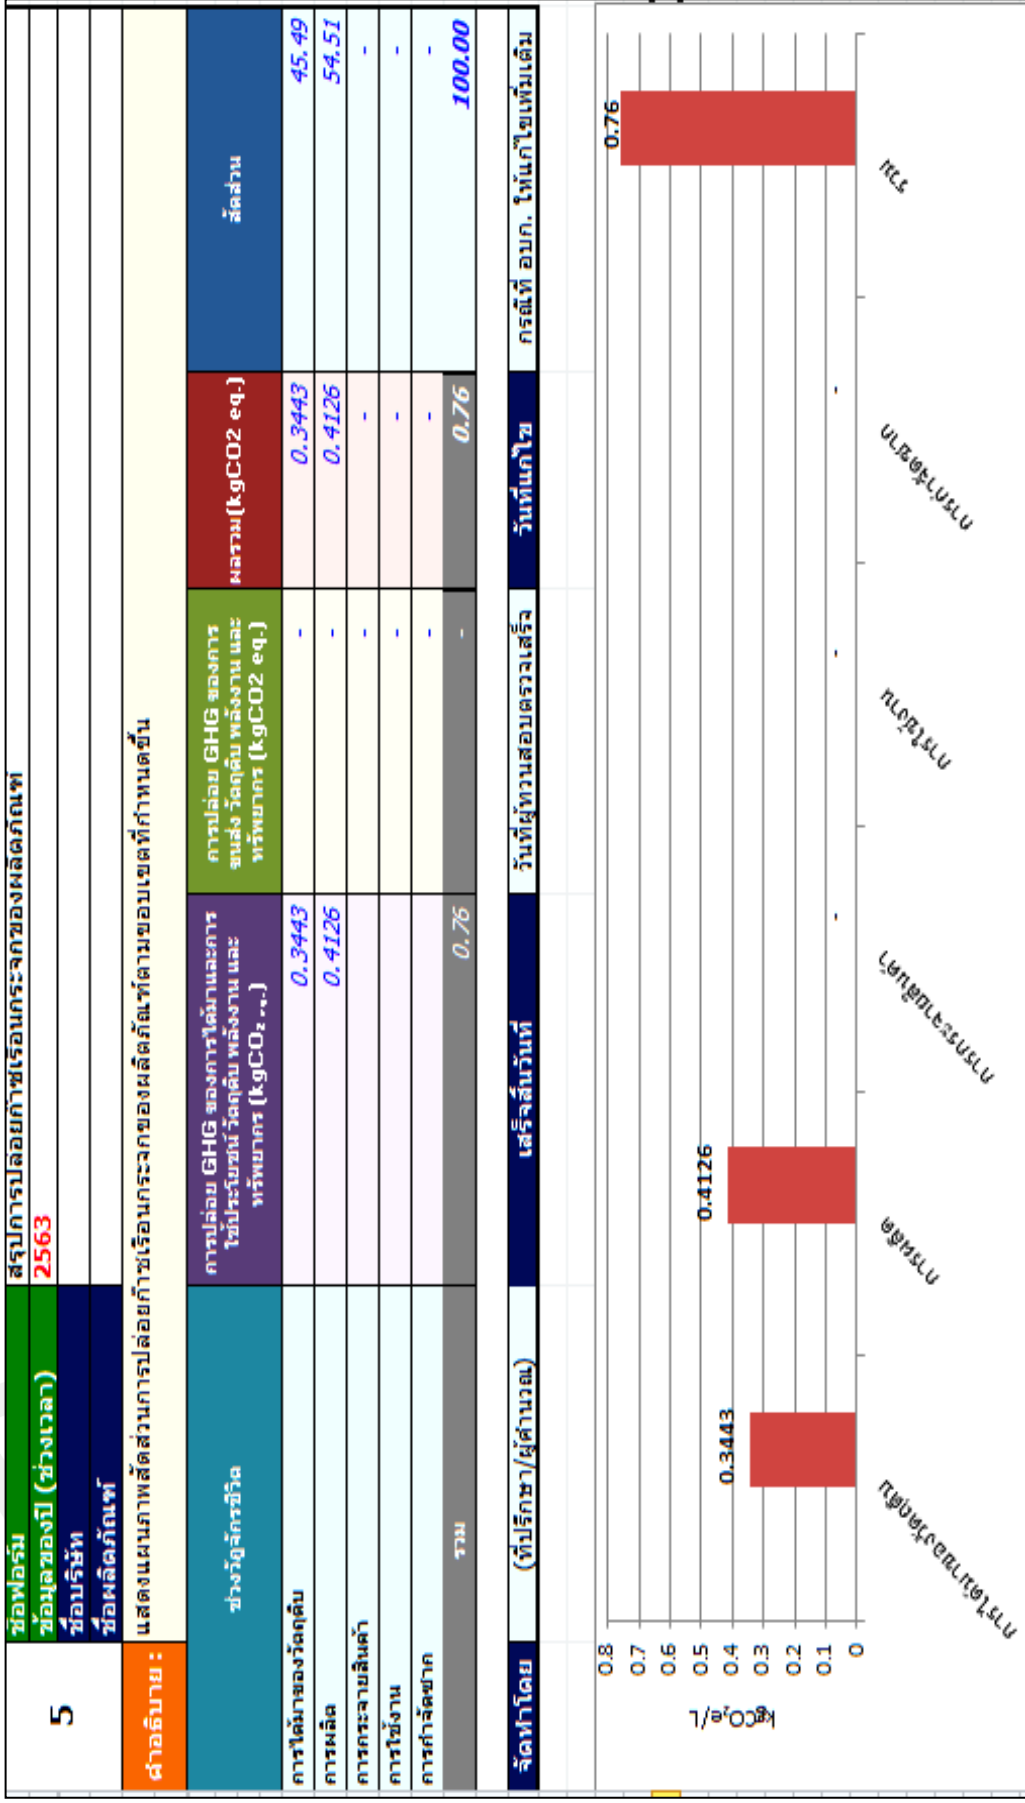 5
ชื่อฟอร์ม
สรุปการปล่อยก๊าซเรือนกระจกของผลิตภัณฑ์
ข้อมูลของปี (ช่วงเวลา)
2563
ชื่อบริษัท
ชื่อผลิตภัณฑ์
คำอธิบาย :
แสดงแผนภาพสัดส่วนการปล่อยก๊าซเรือนกระจกของผลิตภัณฑ์ตามขอบเขตที่กำหนดขึ้น
ช่วงวัฏจักรชีวิต
การปล่อย GHG ของการได้มาและการ
ใช้ประโยชน์ วัตถุดิบ พลังงาน และ
ทรัพยากร (kgCO₂ eq.)
การปล่อย GHG ของการ
ขนส่ง วัตถุดิบ พลังงาน และ
ทรัพยากร (kgCO2 eq.)
ผลรวม(kgCO2 eq.)
สัดส่วน
การได้มาของวัตถุดิบ 0.3443 - 0.3443 45.49
การผลิต 0.4126 - 0.4126 54.51
การกระจายสินค้า - - -
การใช้งาน - - -
การกำจัดซาก - - -
รวม 0.76 - 0.76 100.00
จัดทำโดย (ที่ปรึกษา/ผู้คำนวณ) เสร็จสิ้นวันที่ วันที่ผู้ทวนสอบตรวจเสร็จ วันที่แก้ไข กรณีที่ อบก. ให้แก้ไขเพิ่มเติม
kgCO₂e/L
0.8
0.7
0.6
0.5
0.4
0.3
0.2
0.1
0
0.3443
0.4126
-
-
-
0.76
การได้มาของวัตถุดิบ
การผลิต
การกระจายสินค้า
การใช้งาน
การกำจัดซาก
รวม